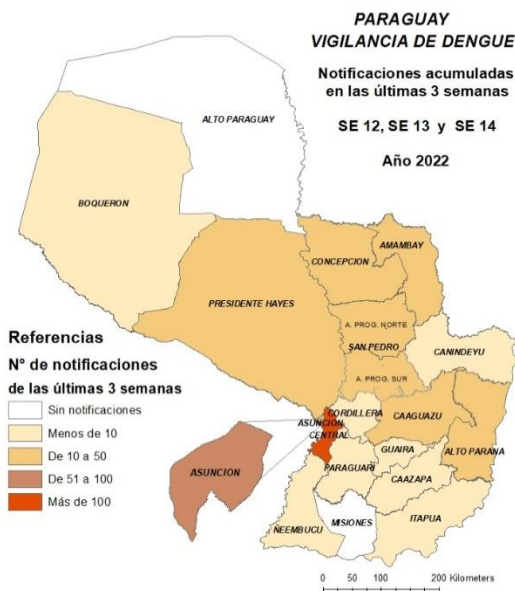 PARAGUAY
VIGILANCIA DE DENGUE
Notificaciones acumuladas
en las últimas 3 semanas
SE 12, SE 13 y SE 14
Año 2022
ALTO PARAGUAY
BOQUERON
AMAMBAY
CONCEPCION
PRESIDENTE HAYES
A. PROG. NORTE
SAN PEDRO
CANINDEYU
A. PROG. SUR
CORDILLERA
ASUNCION
CENTRAL
CAAGUAZU
ALTO PARANA
GUAIRA
PARAGUARI
CAAZAPA
ASUNCION
ÑEEMBUCU
MISIONES
ITAPUA
Referencias
N° de notificaciones
de las últimas 3 semanas
Sin notificaciones
Menos de 10
De 10 a 50
De 51 a 100
Más de 100
0 50 100 200 Kilometers